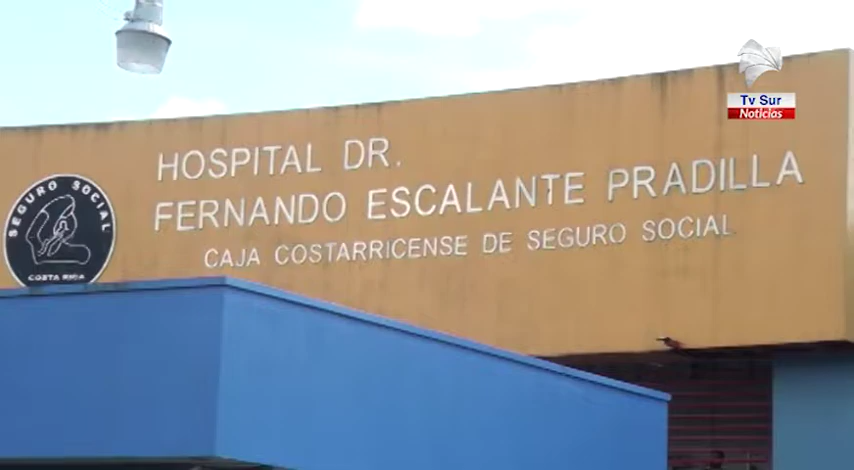 Tv Sur
Noticias
HOSPITAL DR.
FERNANDO ESCALANTE PRADILLA
CAJA COSTARRICENSE DE SEGURO SOCIAL
SEGURO SOCIAL
COSTA RICA